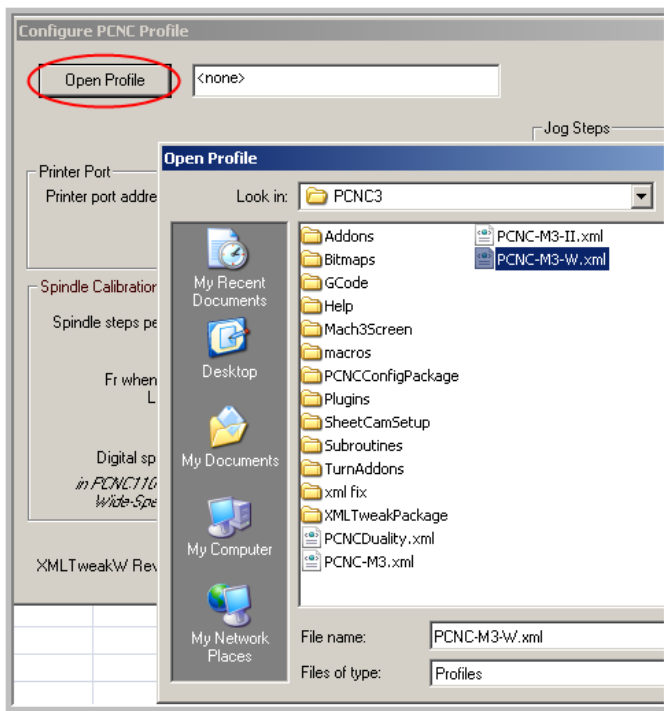 Configure PCNC Profile
Open Profile
<none>
Jog Steps
Printer Port
Printer port addre
Spindle Calibration
Spindle steps pe
Fr when
L
Digital sp
in PCNC110
Wide-Spe
XMLTweakW Rev
Open Profile
Look in:
PCNC3
My Recent
Documents
Desktop
My Documents
My Computer
My Network
Places
Addons
Bitmaps
GCode
Help
Mach3Screen
macros
PCNCConfigPackage
Plugins
SheetCamSetup
Subroutines
TurnAddons
xml fix
XMLTweakPackage
PCNCDuality.xml
PCNC-M3.xml
PCNC-M3-II.xml
PCNC-M3-W.xml
File name:
PCNC-M3-W.xml
Files of type:
Profiles